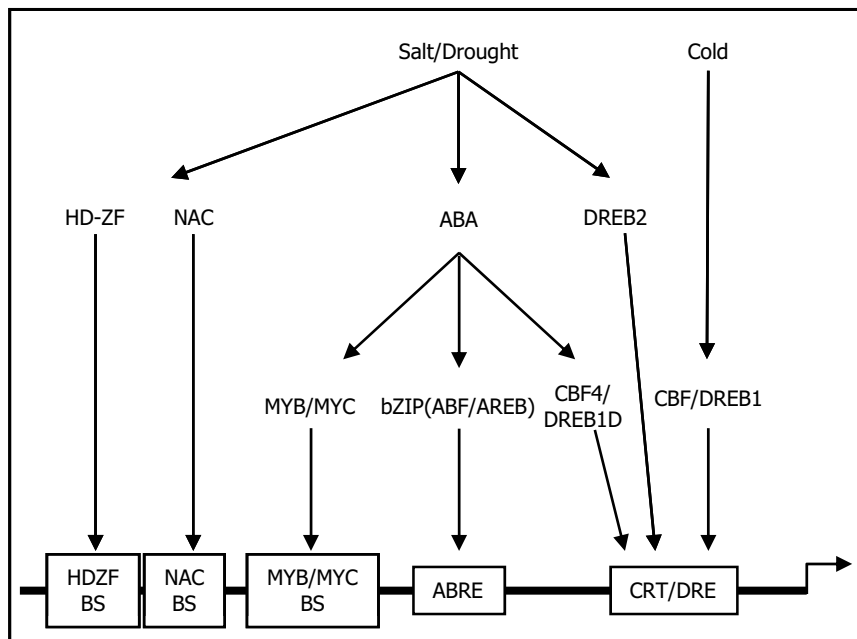 Salt/Drought Cold
HD-ZF NAC ABA DREB2
MYB/MYC bZIP(ABF/AREB) CBF4/
DREB1D CBF/DREB1
HDZF
BS
NAC
BS
MYB/MYC
BS
ABRE
CRT/DRE